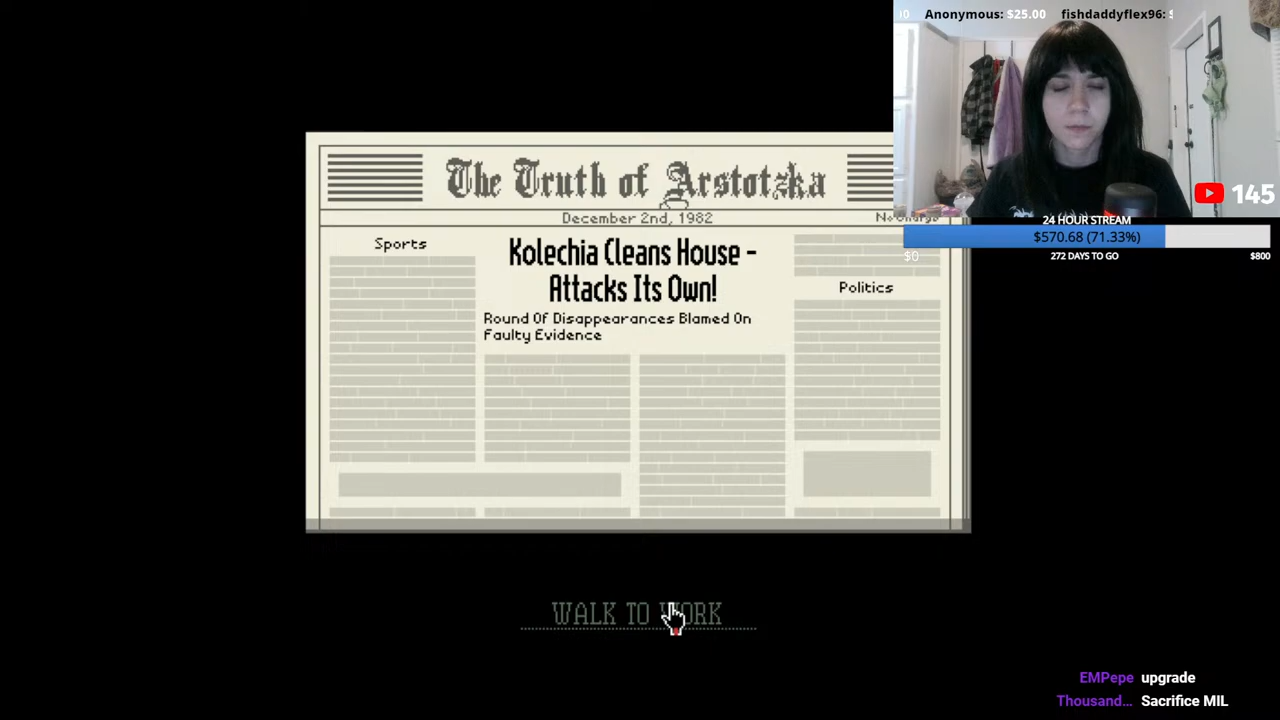 Anonymous: $25.00 fishdaddyflex96:
The Truth of Arstotzka
December 2nd, 1982
Sports
Kolechia Cleans House -
Attacks Its Own!
Round Of Disappearances Blamed On
Faulty Evidence
Politics
145
24 HOUR STREAM
$570.68 (71.33%)
$0
272 DAYS TO GO
$800
WALK TO WORK
EMPepe upgrade
Thousand... Sacrifice MIL